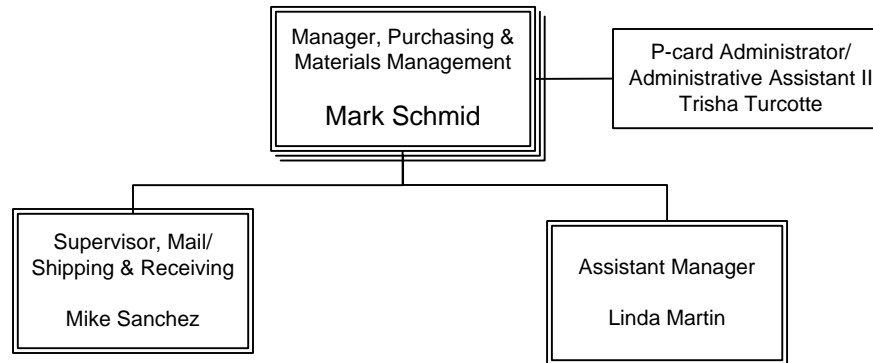 Manager, Purchasing &
Materials Management
Mark Schmid
P-card Administrator/
Administrative Assistant II
Trisha Turcotte
Supervisor, Mail/
Shipping & Receiving
Mike Sanchez
Assistant Manager
Linda Martin